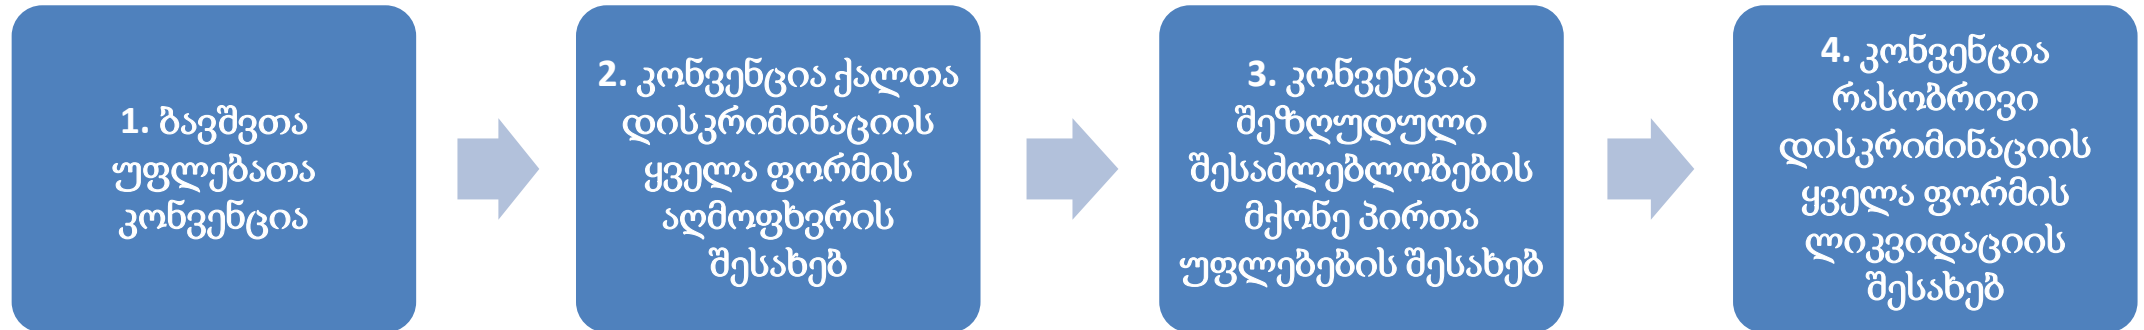 1. ბავშვთა
უფლებათა
კონვენცია
2. კონვენცია ქალთა
დისკრიმინაციის
ყველა ფორმის
აღმოფხვრის
შესახებ
3. კონვენცია
შეზღუდული
შესაძლებლობების
მქონე პირთა
უფლებების შესახებ
4. კონვენცია
რასობრივი
დისკრიმინაციის
ყველა ფორმის
ლიკვიდაციის
შესახებ